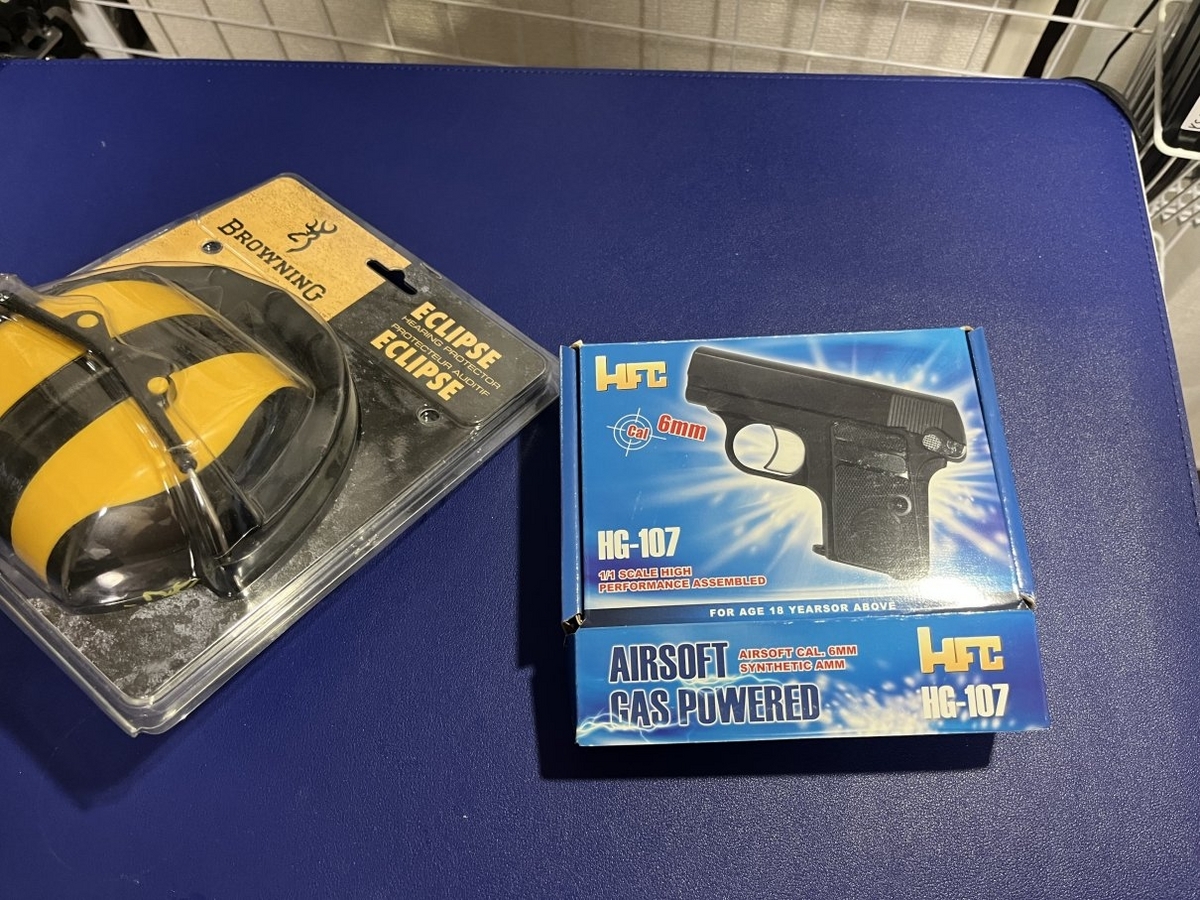 BROWNING
ECLIPSE
HEARING PROTECTOR
PROTECTEUR AUDITIF
ECLIPSE
HFC
Cal 6mm
HG-107
1/1 SCALE HIGH
PERFORMANCE ASSEMBLED
FOR AGE 18 YEARSOR ABOVE
AIRSOFT
GAS POWERED
AIRSOFT CAL. 6MM
SYNTHETIC AMM
HFC
HG-107